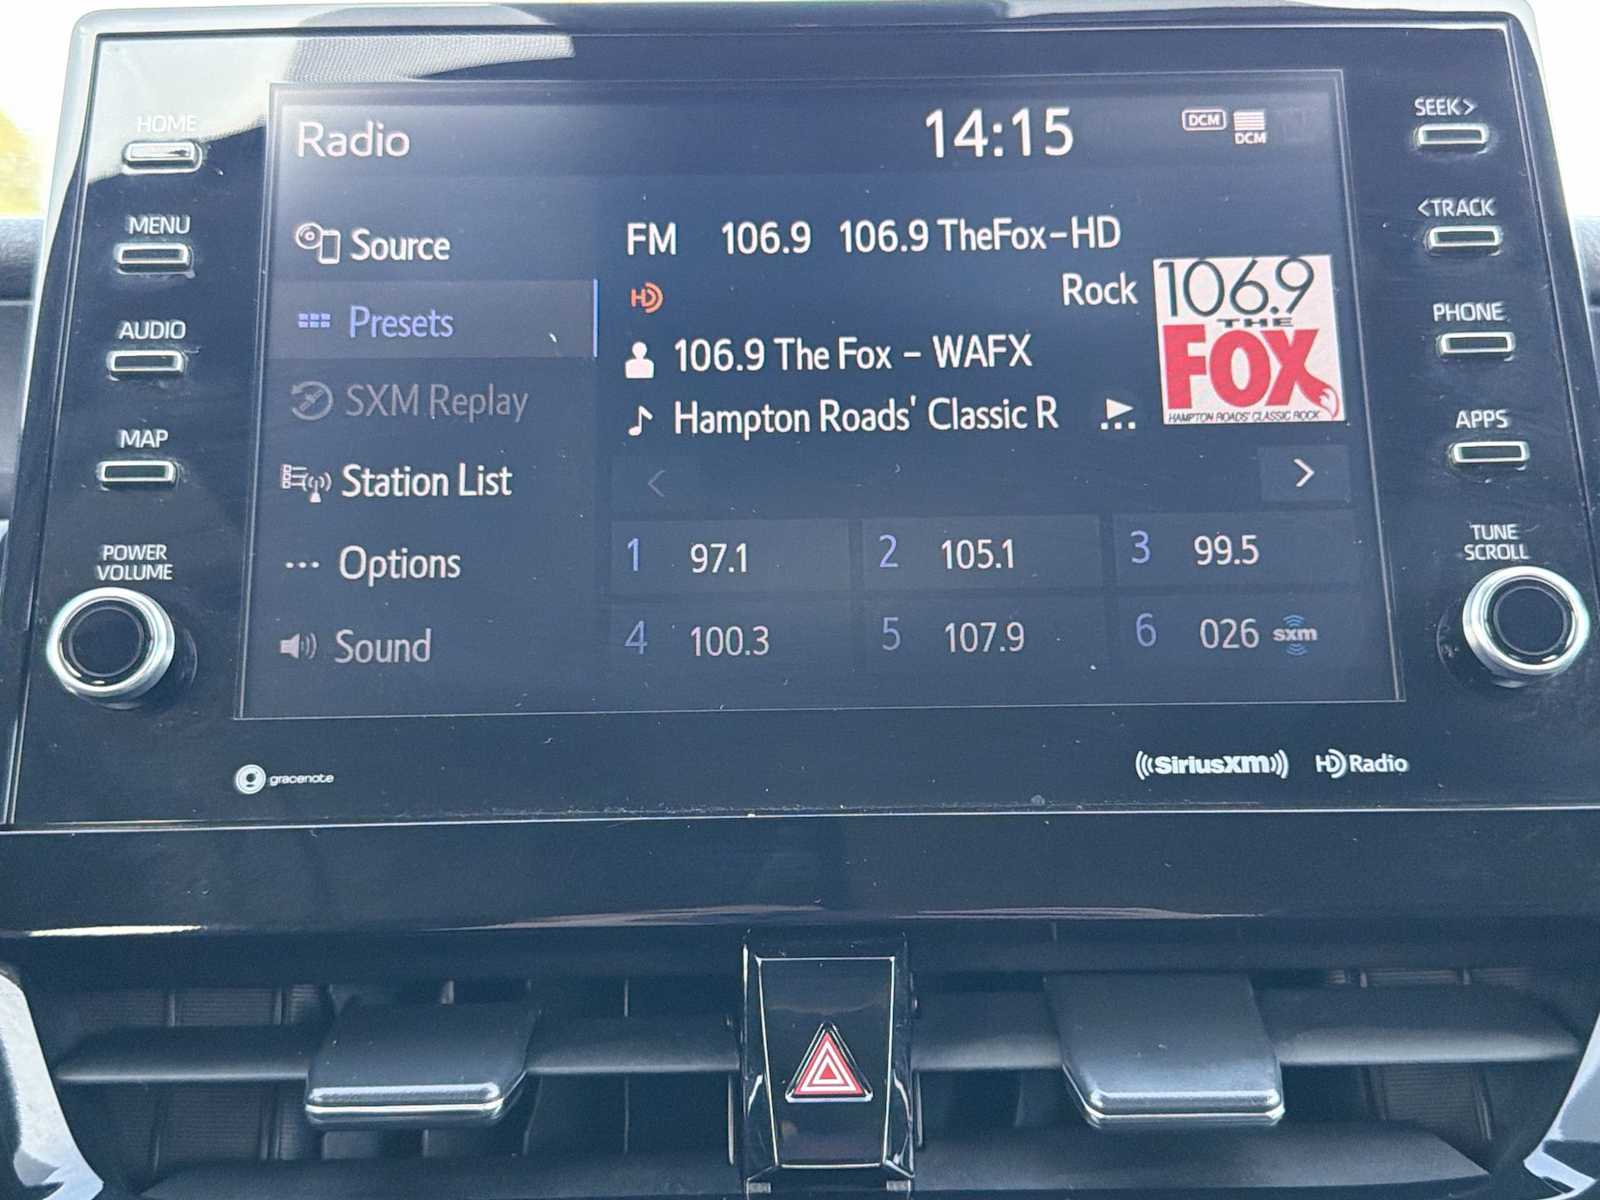 HOME
MENU
AUDIO
MAP
POWER
VOLUME
Radio
14:15
DCM
DCM
Source
Presets
SXM Replay
Station List
Options
Sound
FM 106.9 106.9 TheFox-HD
HD
Rock
106.9 The Fox - WAFX
Hampton Roads' Classic R
106.9
THE
FOX
HAMPTON ROADS' CLASSIC ROCK
1 97.1
2 105.1
3 99.5
4 100.3
5 107.9
6 026 sxm
SEEK>
<TRACK
PHONE
APPS
TUNE
SCROLL
gracenote
SiriusXM
HD Radio